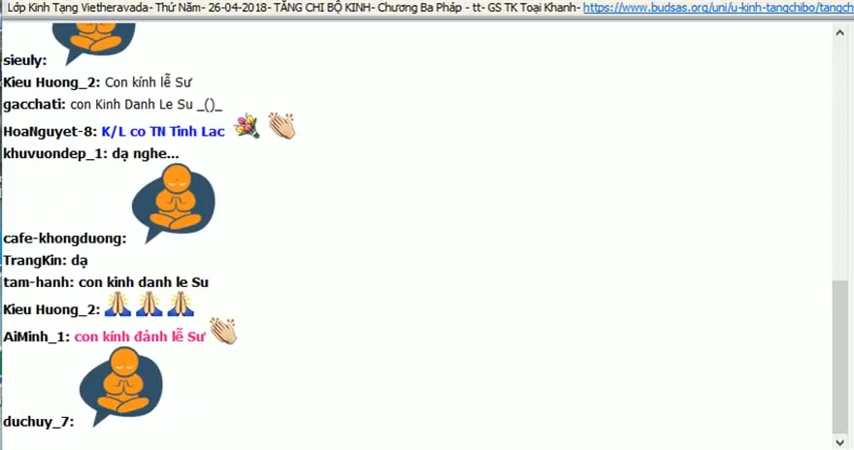 Lớp Kinh Tạng Vietheravada- Thứ Năm- 26-04-2018- TĂNG CHI BỘ KINH- Chương Ba Pháp - tt- GS TK Toại Khanh- https://www.budsas.org/uni/u-kinh-tangchibo/tangch
sieuly:
Kieu Huong_2: Con kính lễ Sư
gacchati: con Kinh Danh Le Su _()_
HoaNguyet-8: K/L co TN Tinh Lac
khuvuondep_1: dạ nghe...
cafe-khongduong:
TrangKin: dạ
tam-hanh: con kinh danh le Su
Kieu Huong_2:
AiMinh_1: con kính đảnh lễ Sư
duchuy_7: